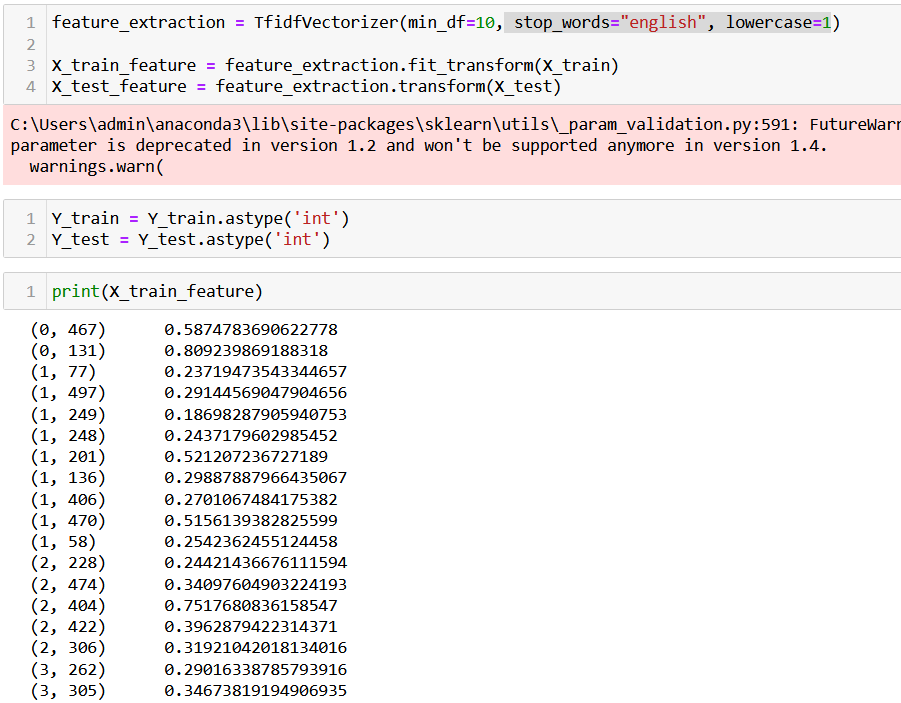 1 feature_extraction = TfidfVectorizer(min_df=10, stop_words="english", lowercase=1)
2
3 X_train_feature = feature_extraction.fit_transform(X_train)
4 X_test_feature = feature_extraction.transform(X_test)
C:\Users\admin\anaconda3\lib\site-packages\sklearn\utils\_param_validation.py:591:
parameter is deprecated in version 1.2 and won't be supported anymore in version 1.4.
warnings.warn(
1 Y_train = Y_train.astype('int')
2 Y_test = Y_test.astype('int')
1 print(X_train_feature)
(0, 467) 0.5874783690622778
(0, 131) 0.809239869188318
(1, 77) 0.23719473543344657
(1, 497) 0.29144569047904656
(1, 249) 0.18698287905940753
(1, 248) 0.2437179602985452
(1, 201) 0.521207236727189
(1, 136) 0.29887887966435067
(1, 406) 0.2701067484175382
(1, 470) 0.5156139382825599
(1, 58) 0.2542362455124458
(2, 228) 0.24421436676111594
(2, 474) 0.34097604903224193
(2, 404) 0.7517680836158547
(2, 422) 0.3962879422314371
(2, 306) 0.31921042018134016
(3, 262) 0.29016338785793916
(3, 305) 0.34673819194906935